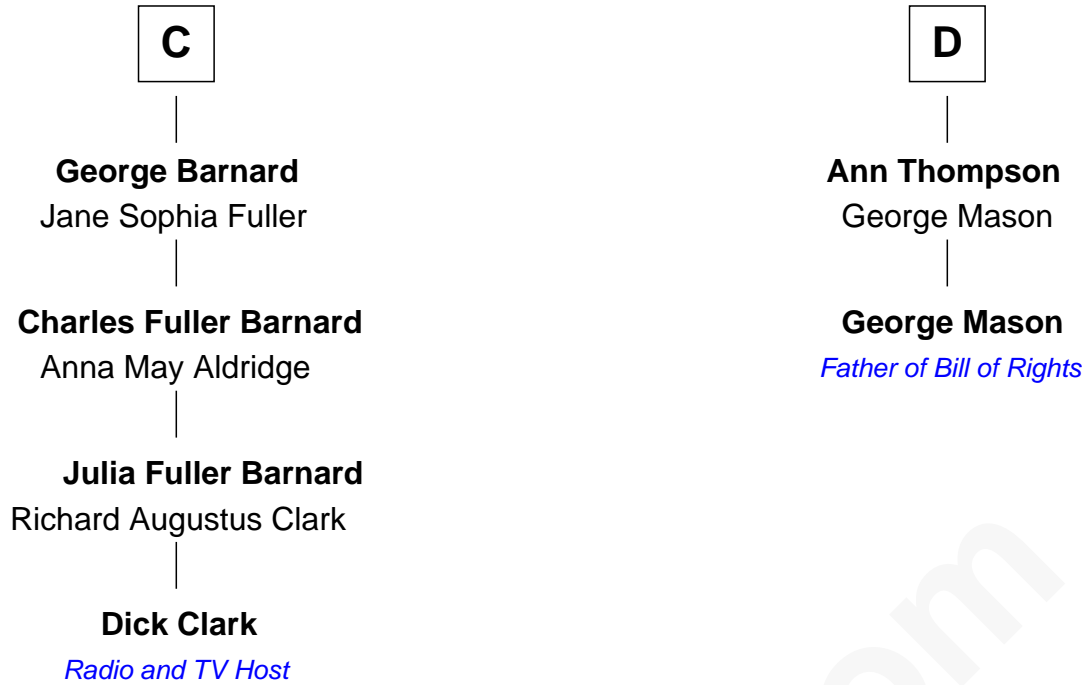 C
George Barnard
Jane Sophia Fuller
Charles Fuller Barnard
Anna May Aldridge
Julia Fuller Barnard
Richard Augustus Clark
Dick Clark
Radio and TV Host
D
Ann Thompson
George Mason
George Mason
Father of Bill of Rights
om